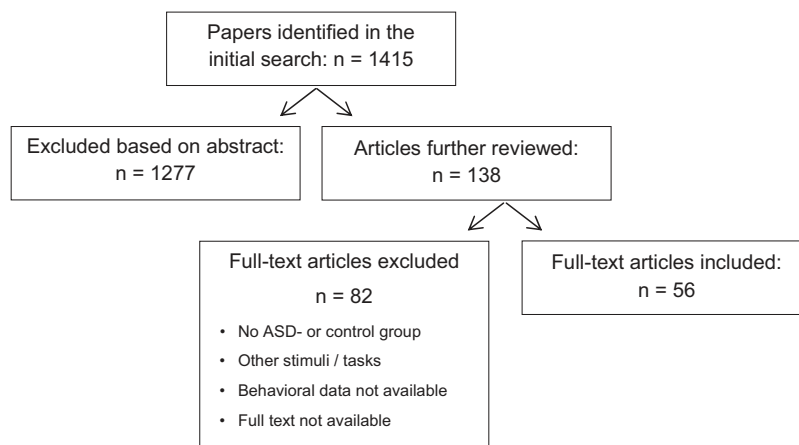 Papers identified in the
initial search: n = 1415
Excluded based on abstract:
n = 1277
Articles further reviewed:
n = 138
Full-text articles excluded
n = 82
• No ASD- or control group
• Other stimuli / tasks
• Behavioral data not available
• Full text not available
Full-text articles included:
n = 56